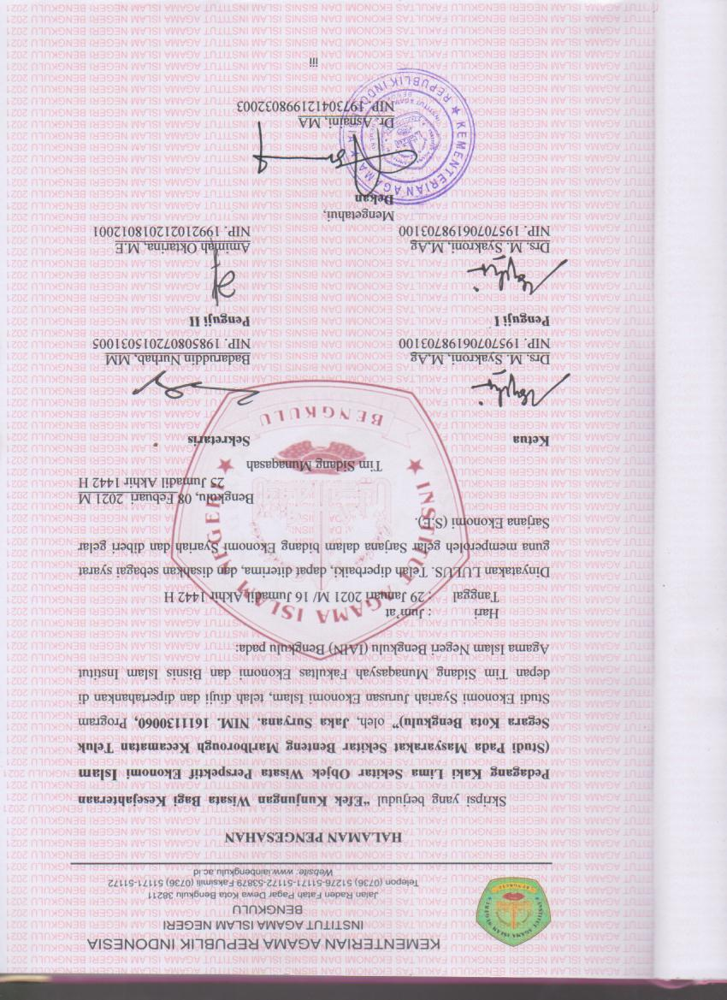 KEMENTERIAN AGAMA REPUBLIK INDONESIA
INSTITUT AGAMA ISLAM NEGERI
BENGKULU
Jalan Raden Fatah Pagar Dewa Kota Bengkulu 38211
Telepon (0736) 51276-51171-51172-53879 Faksimili (0736) 51171-51172
Website: www.iainbengkulu.ac.id
HALAMAN PENGESAHAN
Skripsi yang berjudul "Efek Kunjungan Wisata Bagi Kesejahteraan
Pedagang Kaki Lima Sekitar Objek Wisata Perspektif Ekonomi Islam
(Studi Pada Masyarakat Sekitar Benteng Marlborough Kecamatan Teluk
Segara Kota Bengkulu)" oleh, Jaka Suryana. NIM. 1611130060, Program
Studi Ekonomi Syariah Jurusan Ekonomi Islam, telah diuji dan dipertahankan di
depan Tim Sidang Munaqasyah Fakultas Ekonomi dan Bisnis Islam Institut
Agama Islam Negeri Bengkulu (IAIN) Bengkulu pada:
Hari : Jum'at
Tanggal : 29 Januari 2021 M/ 16 Jumadil Akhir 1442 H
Dinyatakan LULUS. Telah diperbaiki, dapat diterima, dan disahkan sebagai syarat
guna memperoleh gelar Sarjana dalam bidang Ekonomi Syariah dan diberi gelar
Sarjana Ekonomi (S.E).
Bengkulu, 08 Febuari 2021 M
25 Jumadil Akhir 1442 H
Tim Sidang Munaqasah
Ketua Sekretaris
Drs. M. Syakroni, M.Ag Badaruddin Nurhab, MM
NIP. 19570706198703100 NIP. 198508072015031005
Penguji I Penguji II
Drs. M. Syakroni, M.Ag Aminah Oktarina, M.E
NIP. 19570706198703100 NIP. 199210212018012001
Mengetahui,
Dekan
Dr. Asnaini, MA
NIP. 197304121998032003
KEMENTERIAN AGAMA
REPUBLIK INDONESIA
iii
INSTITUT AGAMA ISLAM NEGERI
BENGKULU